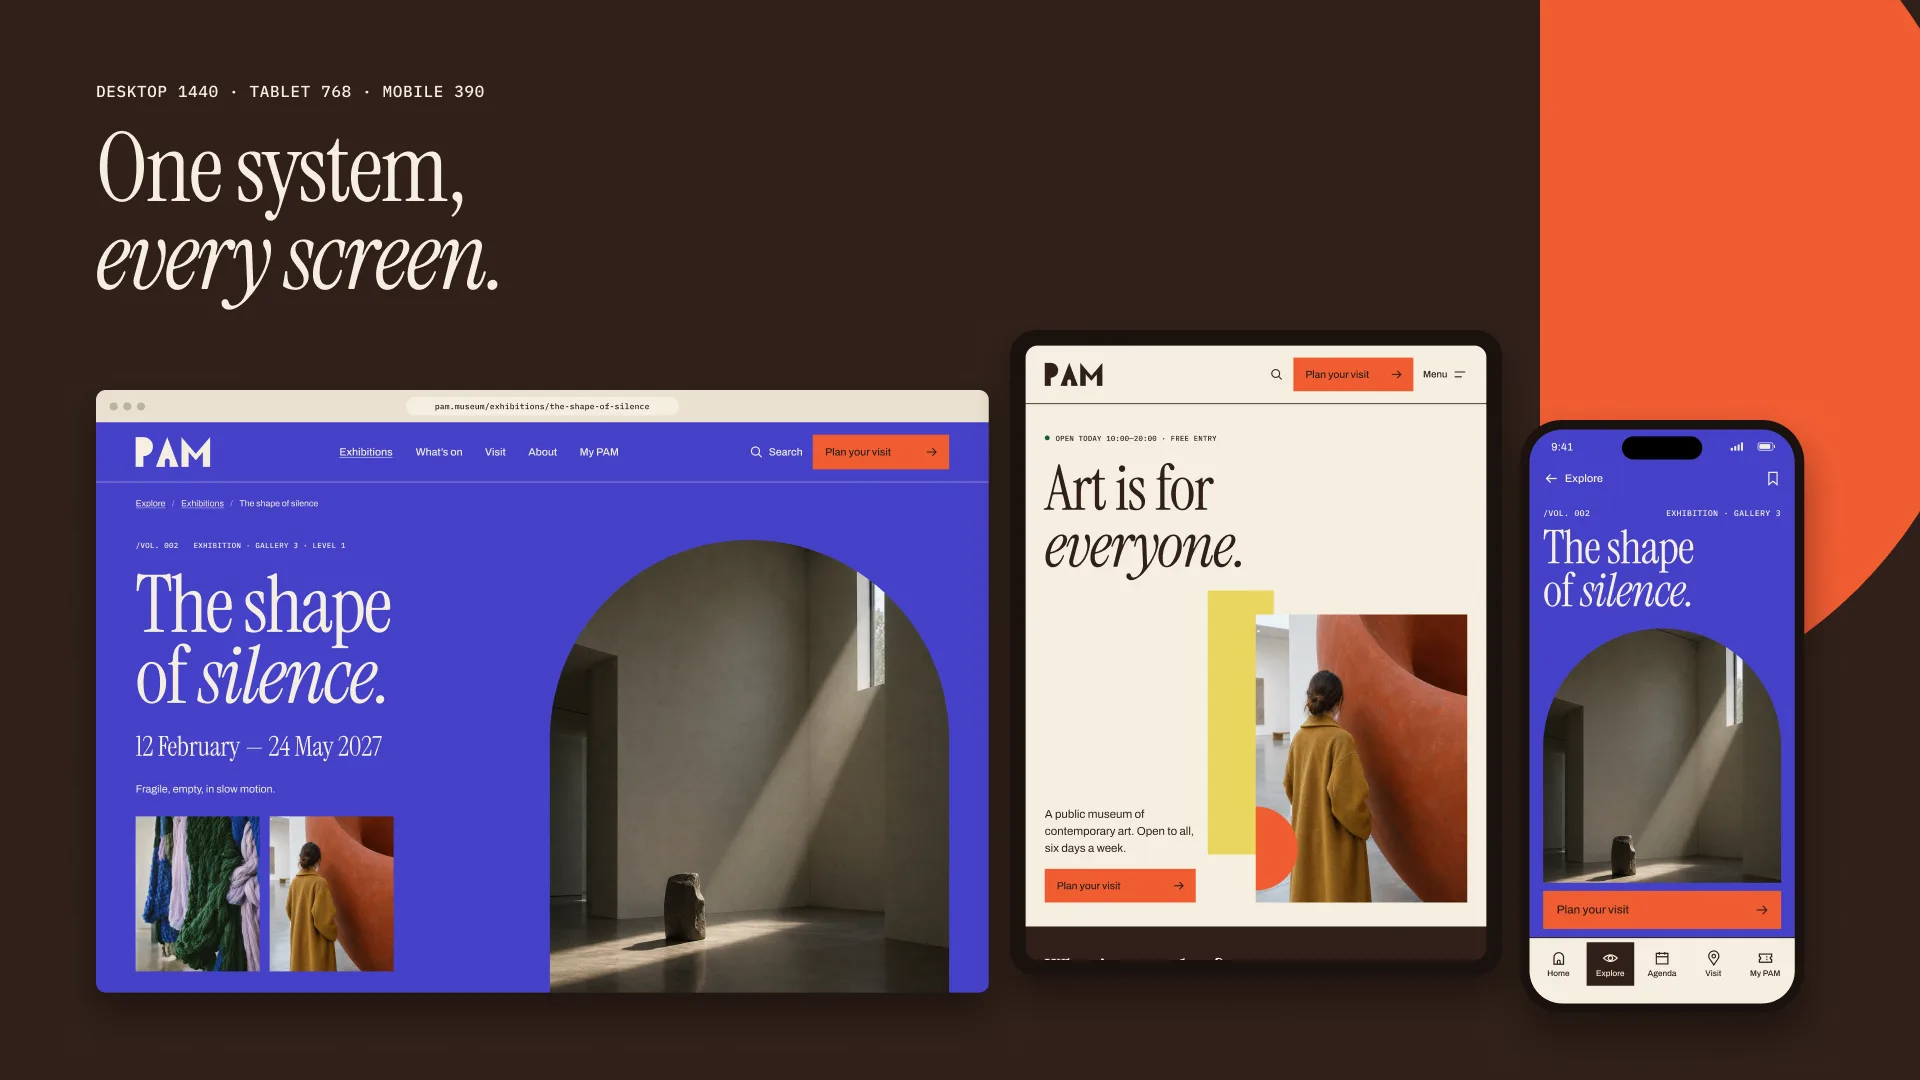 DESKTOP 1440 · TABLET 768 · MOBILE 390
One system,
every screen.
pam.museum/exhibitions/the-shape-of-silence
PAM
Exhibitions
What's on
Visit
About
My PAM
Search
Plan your visit
Explore / Exhibitions / The shape of silence
/VOL. 002 EXHIBITION · GALLERY 3 · LEVEL 1
The shape
of silence.
12 February — 24 May 2027
Fragile, empty, in slow motion.
PAM
Plan your visit
Menu
OPEN TODAY 10:00–20:00 · FREE ENTRY
Art is for
everyone.
A public museum of
contemporary art. Open to all,
six days a week.
Plan your visit
9:41
Explore
/VOL. 002
EXHIBITION · GALLERY 3
The shape
of silence.
Plan your visit
Home
Explore
Agenda
Visit
My PAM